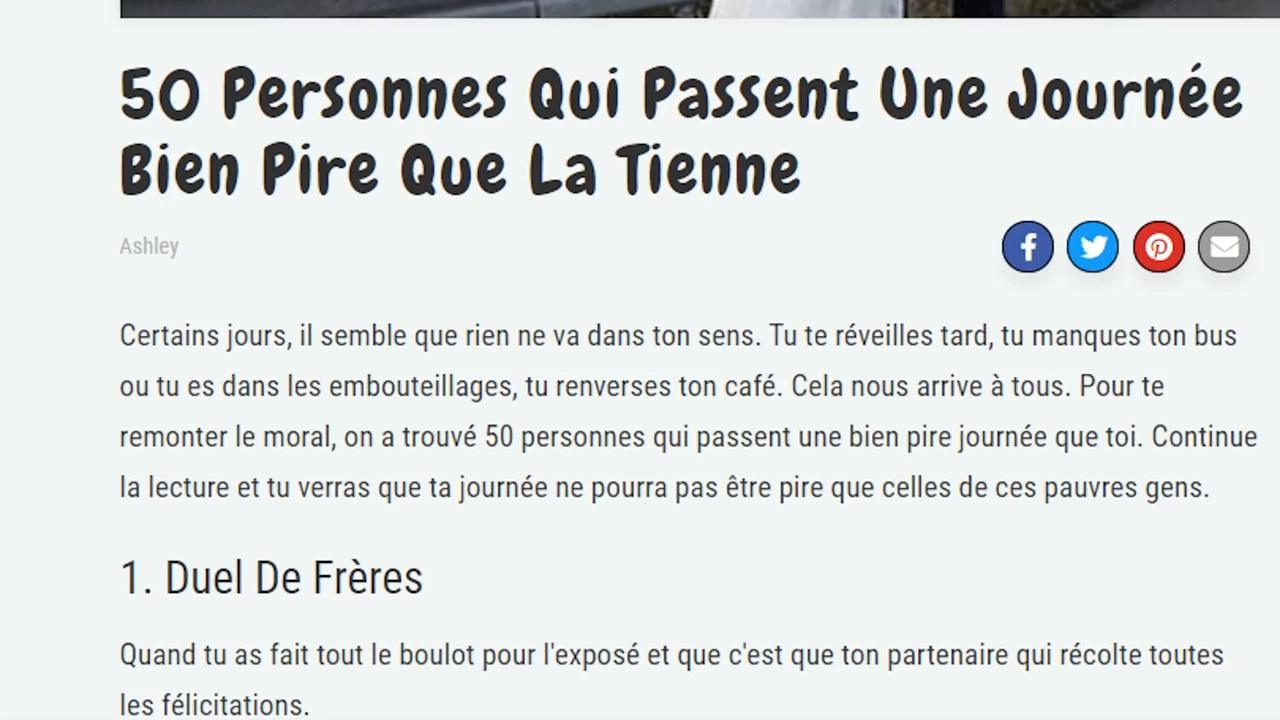 50 Personnes Qui Passent Une Journée
Bien Pire Que La Tienne
Ashley
Certains jours, il semble que rien ne va dans ton sens. Tu te réveilles tard, tu manques ton bus
ou tu es dans les embouteillages, tu renverses ton café. Cela nous arrive à tous. Pour te
remonter le moral, on a trouvé 50 personnes qui passent une bien pire journée que toi. Continue
la lecture et tu verras que ta journée ne pourra pas être pire que celles de ces pauvres gens.
1. Duel De Frères
Quand tu as fait tout le boulot pour l'exposé et que c'est que ton partenaire qui récolte toutes
les félicitations.